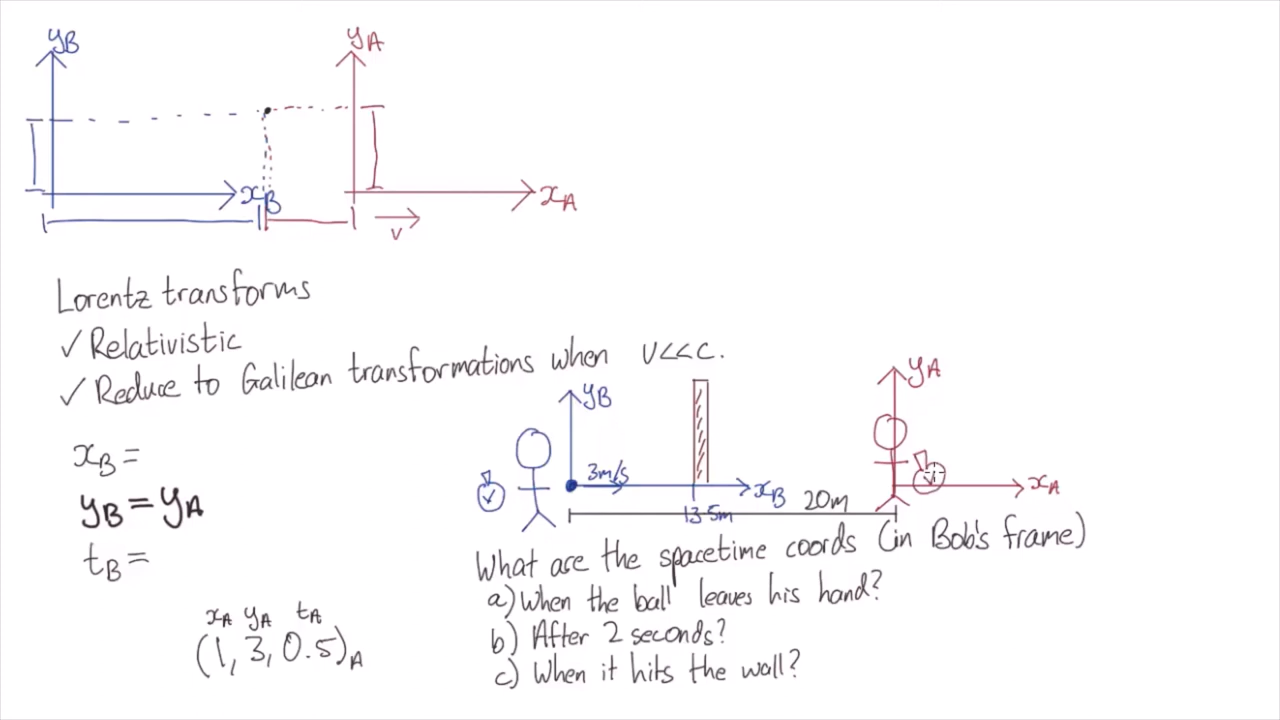 yB
yA
xB
xA
v
Lorentz transforms
✓ Relativistic
✓ Reduce to Galilean transformations when v<<c.
xB =
yB = yA
tB =
xA yA tA
(1, 3, 0.5)A
yB
yA
3m/s
xB
xA
13.5m
20m
What are the spacetime coords (in Bob's frame)
a) When the ball leaves his hand?
b) After 2 seconds?
c) When it hits the wall?